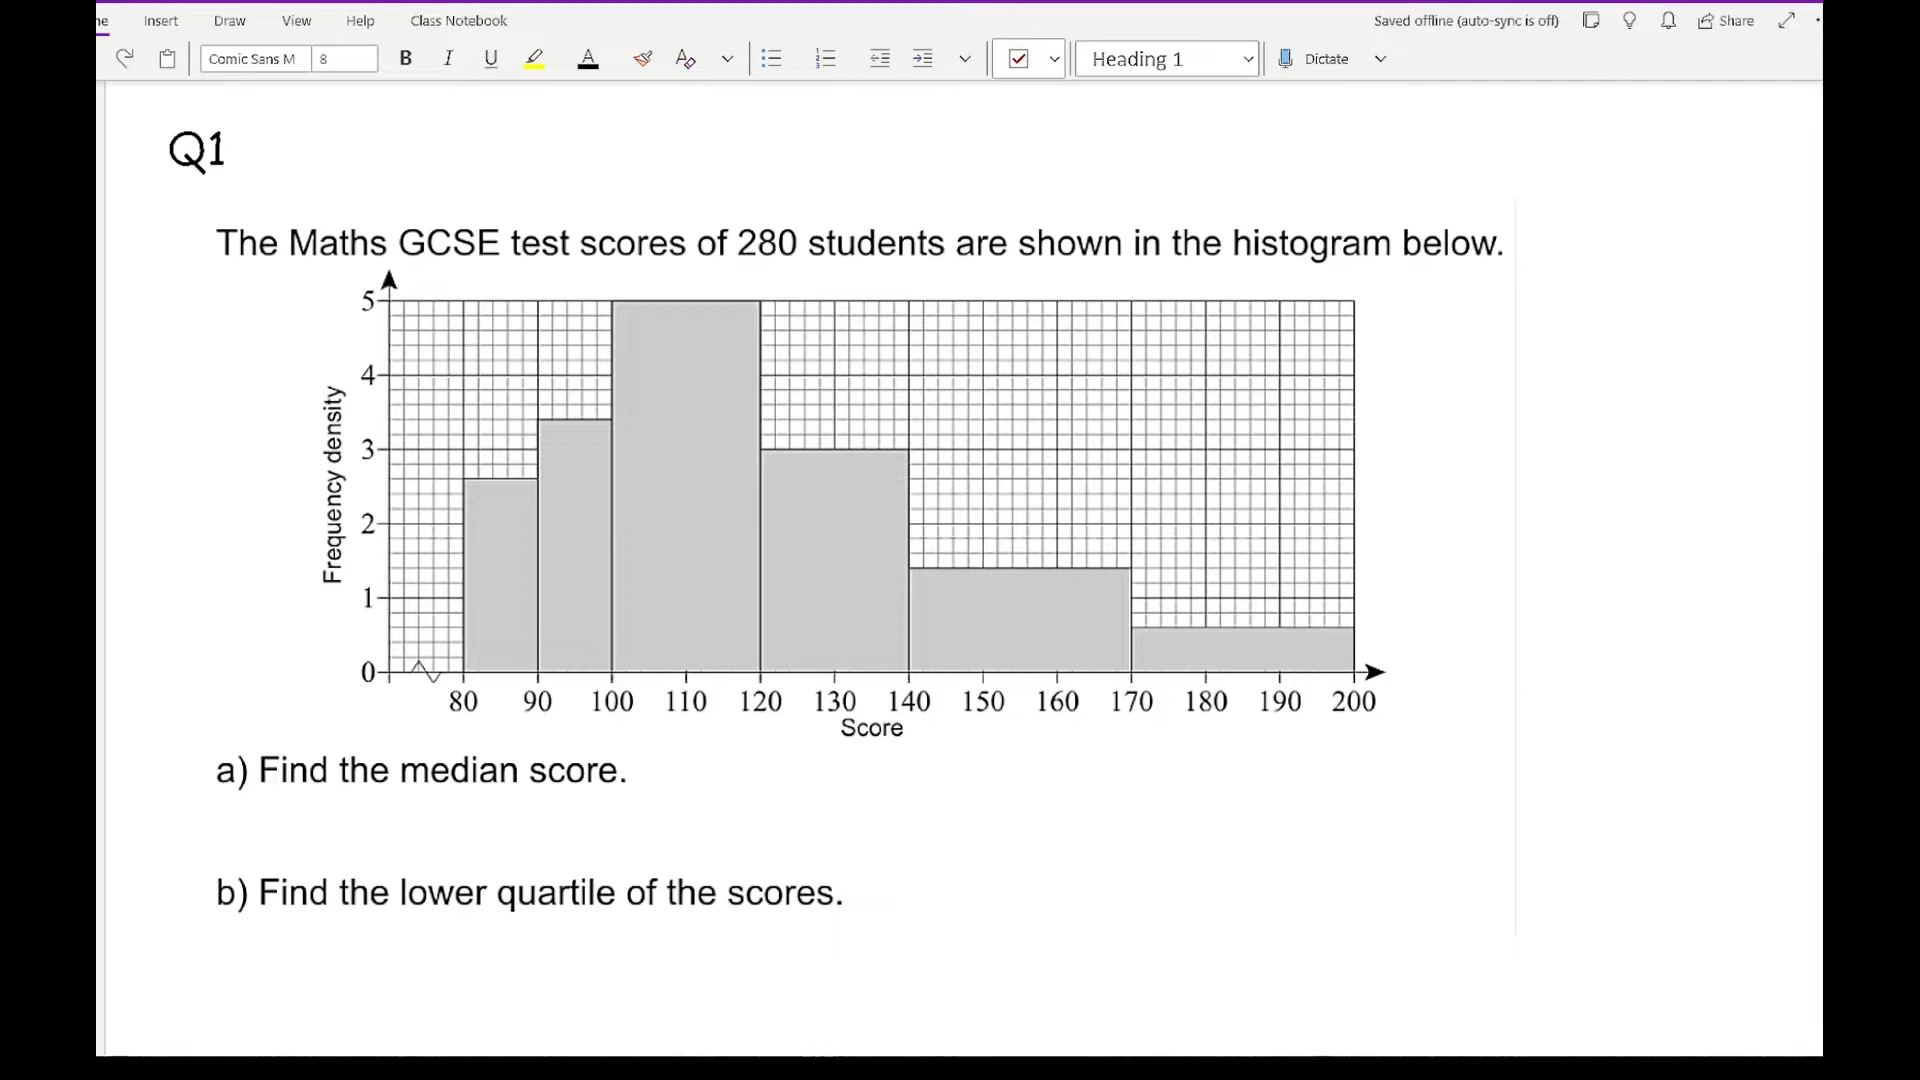 he Insert Draw View Help Class Notebook Saved offline (auto-sync is off) Share
Comic Sans M 8 B I U A A Heading 1 Dictate
Q1
The Maths GCSE test scores of 280 students are shown in the histogram below.
5
4
3
2
1
0
Frequency density
80 90 100 110 120 130 140 150 160 170 180 190 200
Score
a) Find the median score.
b) Find the lower quartile of the scores.